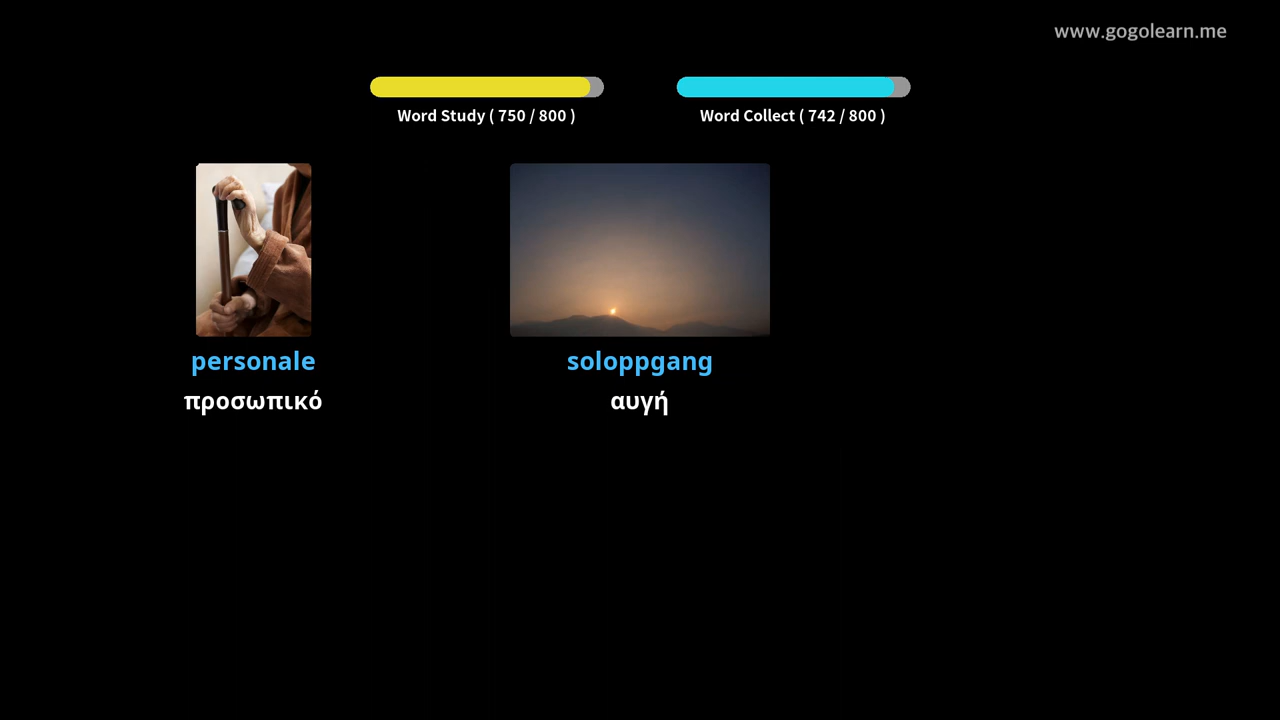 www.gogolearn.me
Word Study ( 750 / 800 )
Word Collect ( 742 / 800 )
personale
προσωπικό
soloppgang
αυγή